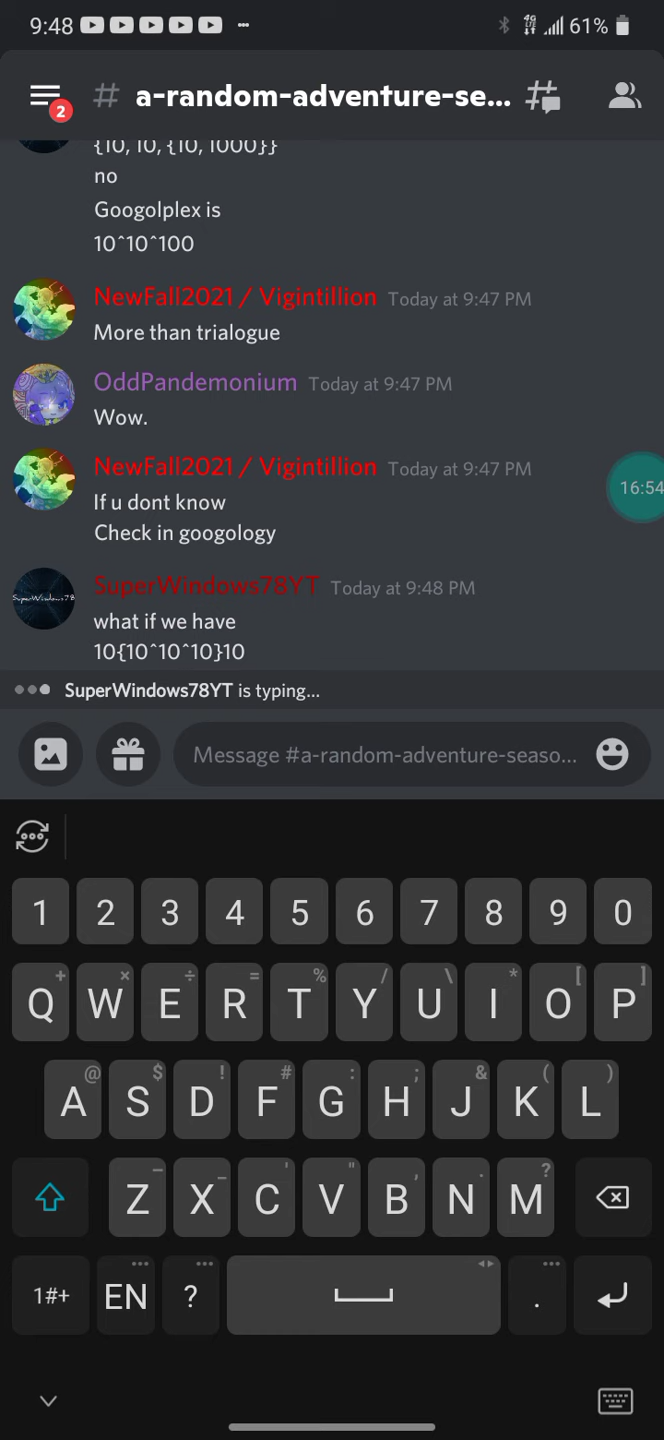 9:48
4G
61%
2
# a-random-adventure-se...
{10, 10, {10, 1000}}
no
Googolplex is
10^10^100
NewFall2021 / Vigintillion Today at 9:47 PM
More than trialogue
OddPandemonium Today at 9:47 PM
Wow.
NewFall2021 / Vigintillion Today at 9:47 PM
If u dont know
Check in googology
16:54
SuperWindows78YT Today at 9:48 PM
what if we have
10{10^10^10}10
SuperWindows78YT is typing...
Message #a-random-adventure-seaso...
1 2 3 4 5 6 7 8 9 0
+ × ÷ = % / \ * [ ]
Q W E R T Y U I O P
@ $ ! # : ; & ( )
A S D F G H J K L
– _ ' " , . ?
Z X C V B N M
1#+ EN ? .